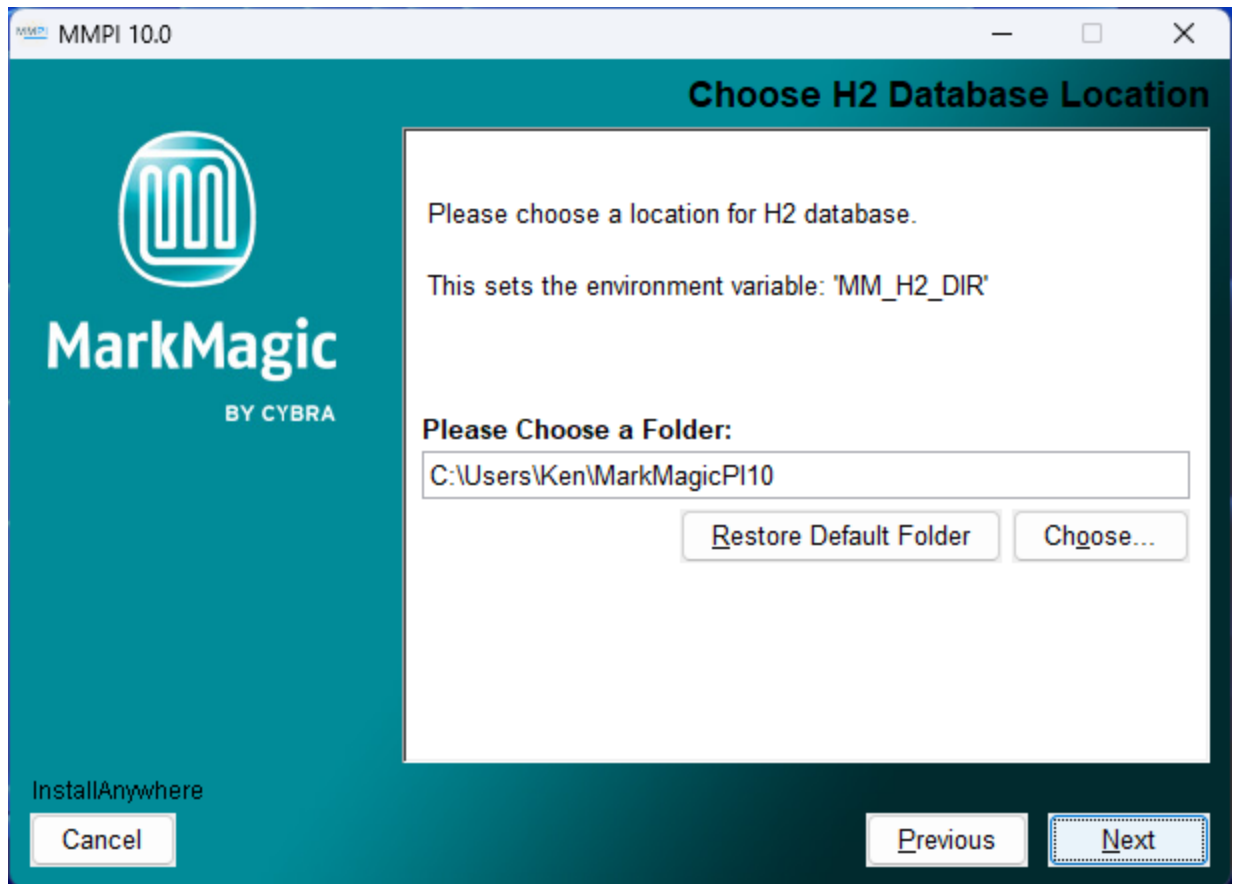 MMPI MMPI 10.0
Choose H2 Database Location
MarkMagic
BY CYBRA
Please choose a location for H2 database.
This sets the environment variable: 'MM_H2_DIR'
Please Choose a Folder:
C:\Users\Ken\MarkMagicPI10
Restore Default Folder
Choose...
InstallAnywhere
Cancel
Previous
Next